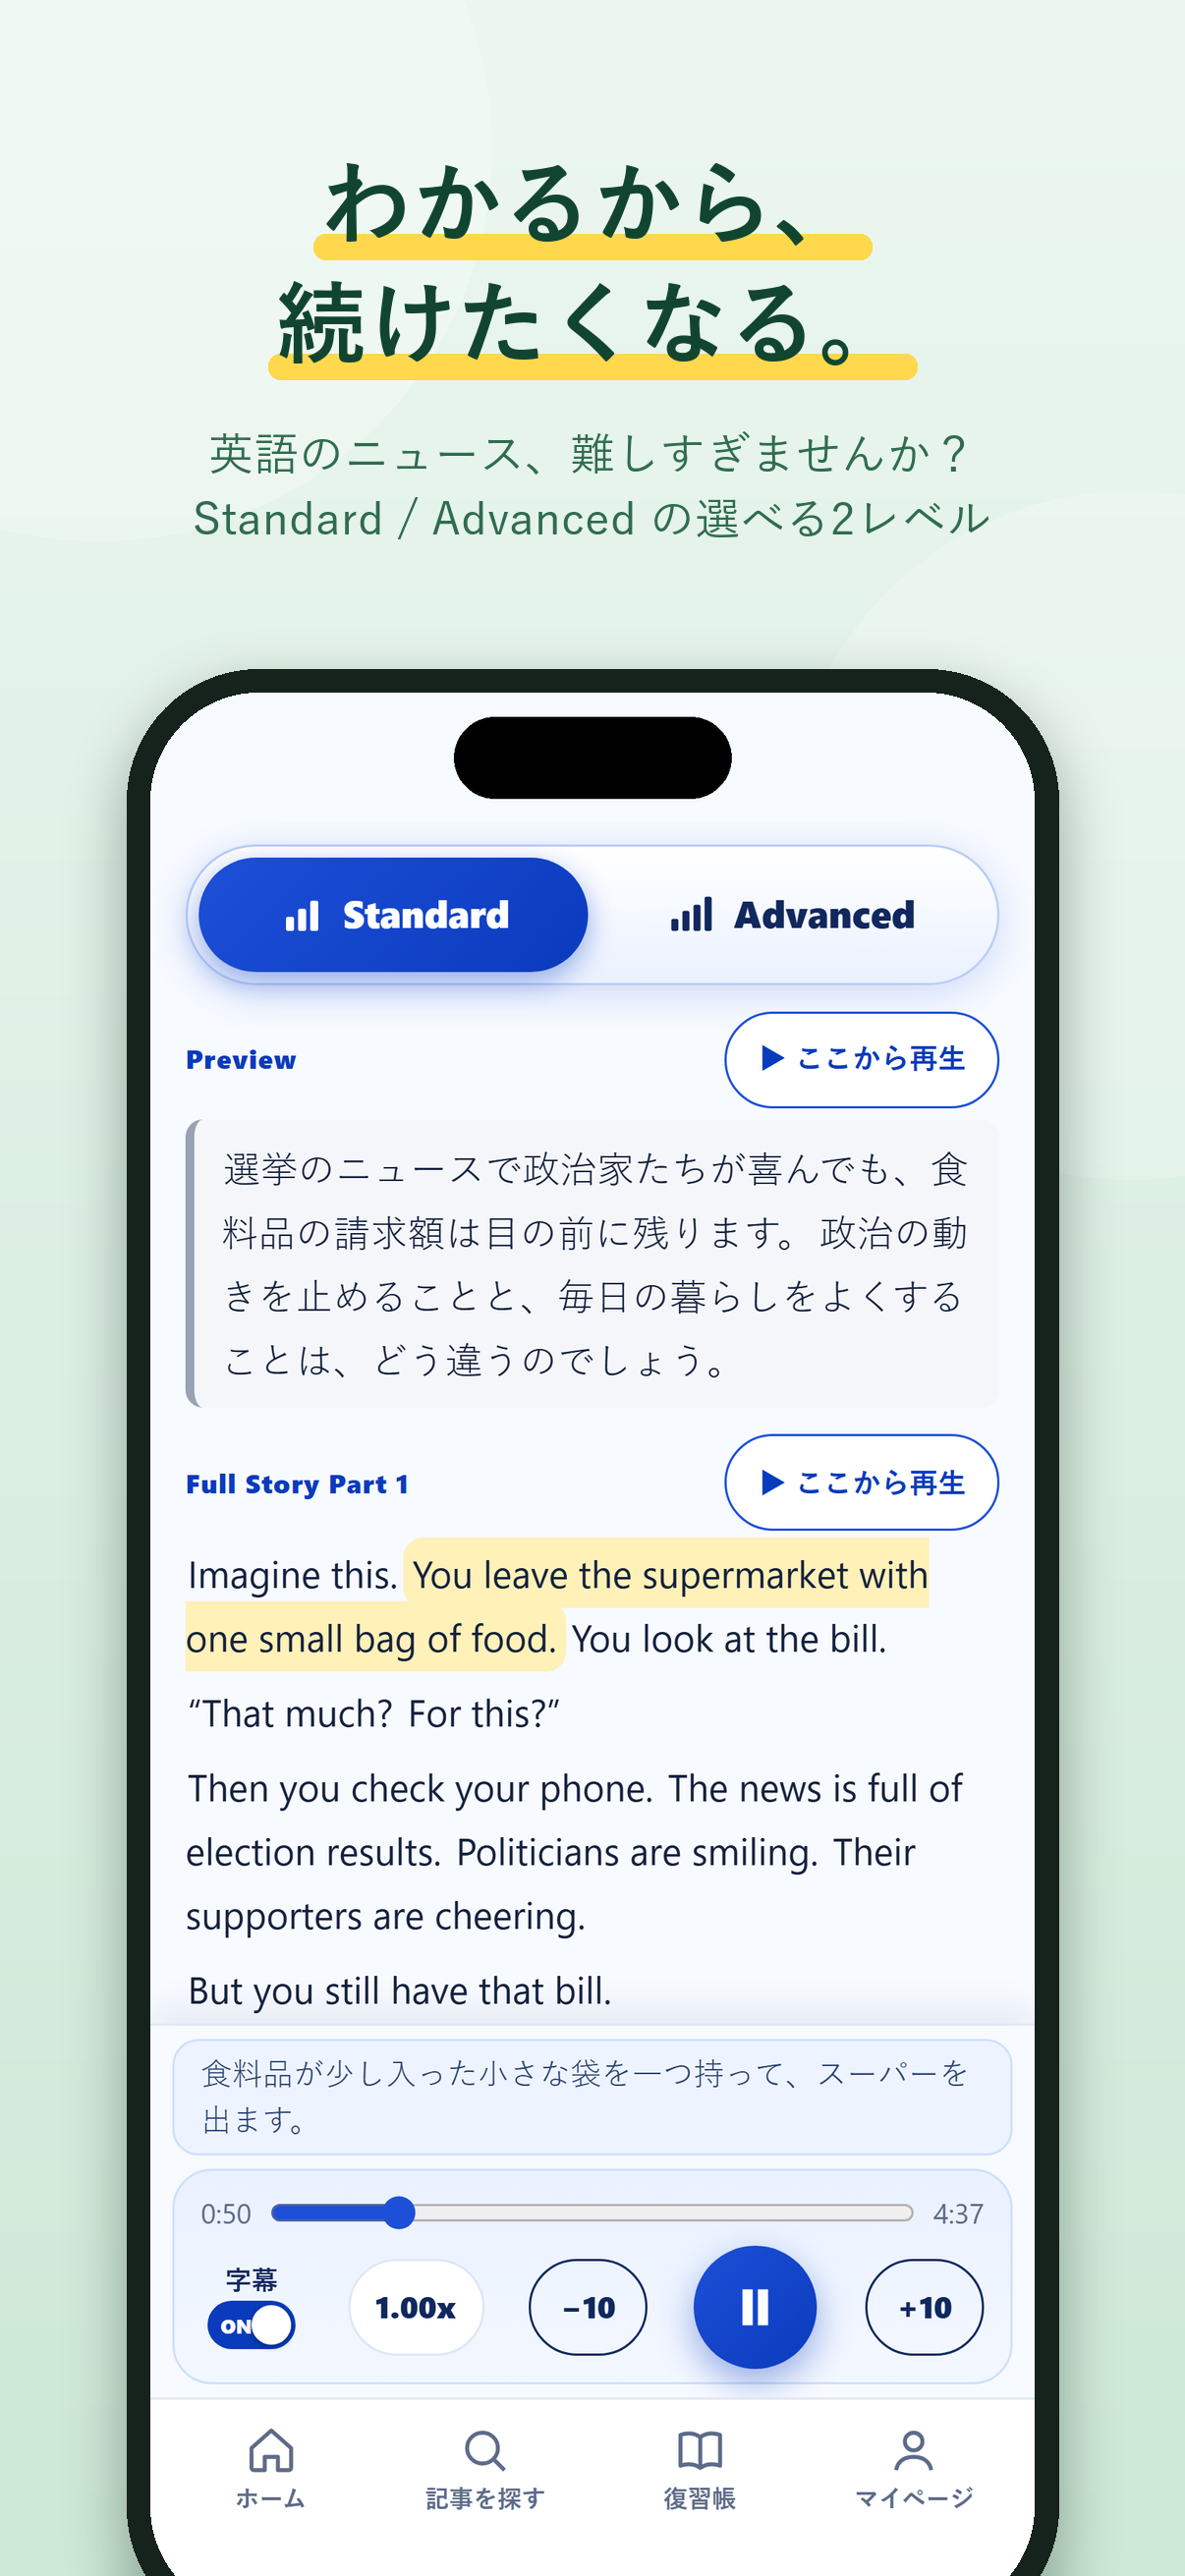 わかるから、
続けたくなる。
英語のニュース、難しすぎませんか？
Standard / Advanced の選べる2レベル
Standard
Advanced
Preview
▶ ここから再生
選挙のニュースで政治家たちが喜んでも、食
料品の請求額は目の前に残ります。 政治の動
きを止めることと、毎日の暮らしをよくする
ことは、どう違うのでしょう。
Full Story Part 1
▶ ここから再生
Imagine this. You leave the supermarket with
one small bag of food. You look at the bill.
“That much? For this?”
Then you check your phone. The news is full of
election results. Politicians are smiling. Their
supporters are cheering.
But you still have that bill.
食料品が少し入った小さな袋を一つ持って、スーパーを
出ます。
0:50
4:37
字幕
ON
1.00x
−10
+10
ホーム
記事を探す
復習帳
マイページ